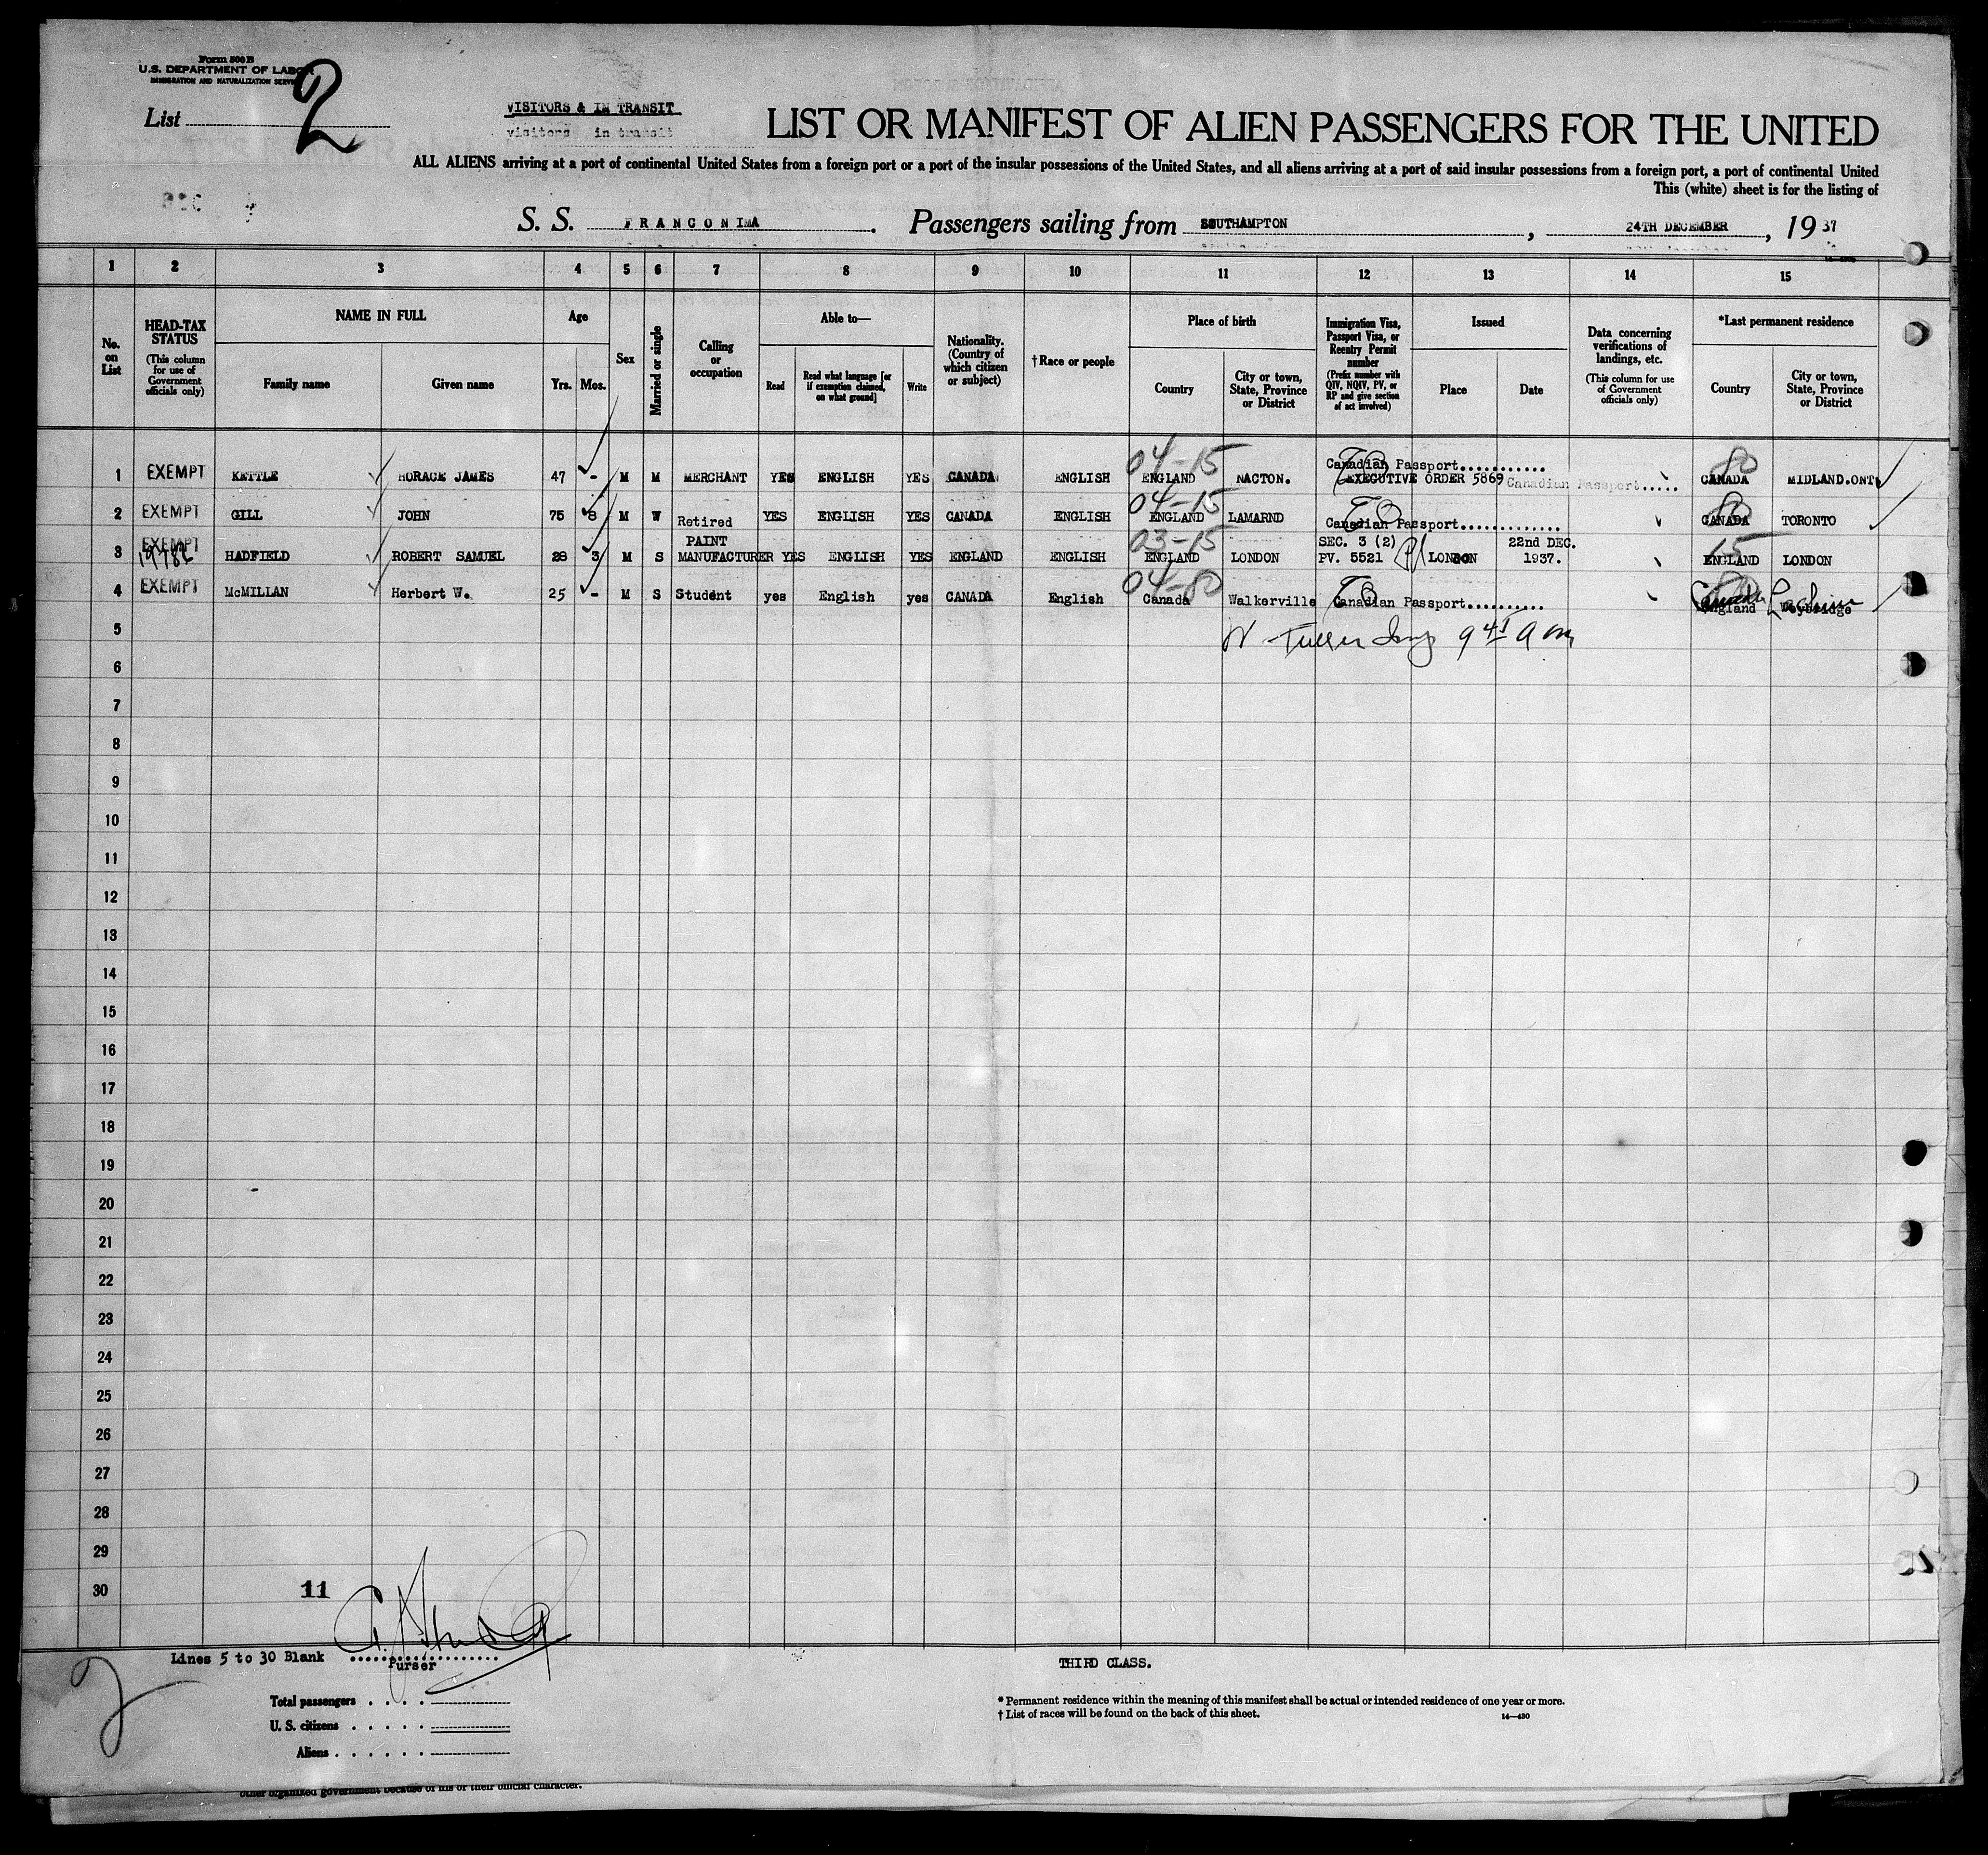 Form 500 B
U.S. DEPARTMENT OF LABOR
IMMIGRATION AND NATURALIZATION SERVICE
List 2
VISITORS & IN TRANSIT
visitors in transit
LIST OR MANIFEST OF ALIEN PASSENGERS FOR THE UNITED
ALL ALIENS arriving at a port of continental United States from a foreign port or a port of the insular possessions of the United States, and all aliens arriving at a port of said insular possessions from a foreign port, a port of continental United
This (white) sheet is for the listing of
S. S. FRANCONIA. Passengers sailing from SOUTHAMPTON, 24TH DECEMBER, 19 37
1 2 3 4 5 6 7 8 9 10 11 12 13 14 15
No. on List
HEAD-TAX STATUS
(This column for use of Government officials only)
NAME IN FULL
Family name
Given name
Age
Yrs. Mos.
Sex
Married or single
Calling or occupation
Able to—
Read
Read what language [or if exemption claimed, on what ground]
Write
Nationality. (Country of which citizen or subject)
† Race or people
Place of birth
Country
City or town, State, Province or District
Immigration Visa, Passport Visa, or Reentry Permit number
(Prefix number with QIV, NQIV, PV, or RP and give section of act involved)
Issued
Place
Date
Data concerning verifications of landings, etc.
(This column for use of Government officials only)
*Last permanent residence
Country
City or town, State, Province or District
04-15 Canadian Passport........... 80
1 EXEMPT KETTLE HORACE JAMES 47 - M M MERCHANT YES ENGLISH YES CANADA ENGLISH ENGLAND NACTON. EXECUTIVE ORDER 5869 Canadian Passport..... CANADA MIDLAND.ONT
04-15 80
2 EXEMPT GILL JOHN 75 8 M W Retired YES ENGLISH YES CANADA ENGLISH ENGLAND LAMARND Canadian Passport............. CANADA TORONTO
EXEMPT PAINT 03-15 SEC. 3 (2) 22nd DEC. 15
3 HADFIELD ROBERT SAMUEL 28 3 M S MANUFACTURER YES ENGLISH YES ENGLAND ENGLISH ENGLAND LONDON PV. 5521 LONDON 1937. ENGLAND LONDON
04-80
4 EXEMPT McMILLAN Herbert W. 25 - M S Student yes English yes CANADA English Canada Walkerville Canadian Passport.......... England Weybridge
5
6
7
8
9
10
11
12
13
14
15
16
17
18
19
20
21
22
23
24
25
26
27
28
29
30 11
Lines 5 to 30 Blank
Purser
THIRD CLASS.
2
Total passengers
U. S. citizens
Aliens
* Permanent residence within the meaning of this manifest shall be actual or intended residence of one year or more.
† List of races will be found on the back of this sheet.
14—430
other organized government because of his or their official character.